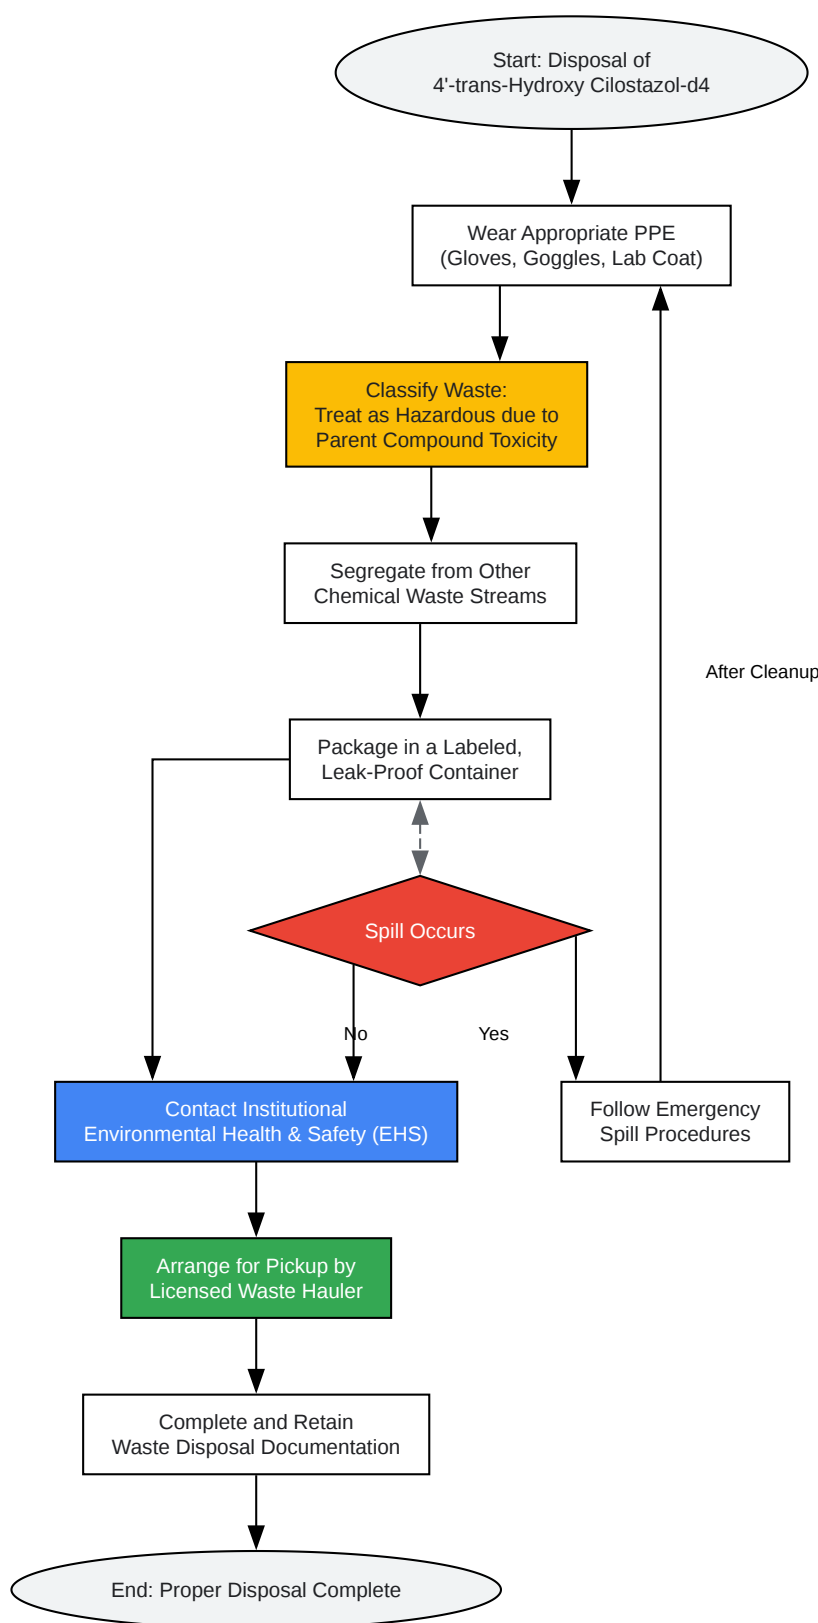 Start: Disposal of
4'-trans-Hydroxy Cilostazol-d4
Wear Appropriate PPE
(Gloves, Goggles, Lab Coat)
Classify Waste:
Treat as Hazardous due to
Parent Compound Toxicity
Segregate from Other
Chemical Waste Streams
After Cleanup
Package in a Labeled,
Leak-Proof Container
Spill Occurs
No
Yes
Contact Institutional
Environmental Health & Safety (EHS)
Follow Emergency
Spill Procedures
Arrange for Pickup by
Licensed Waste Hauler
Complete and Retain
Waste Disposal Documentation
End: Proper Disposal Complete